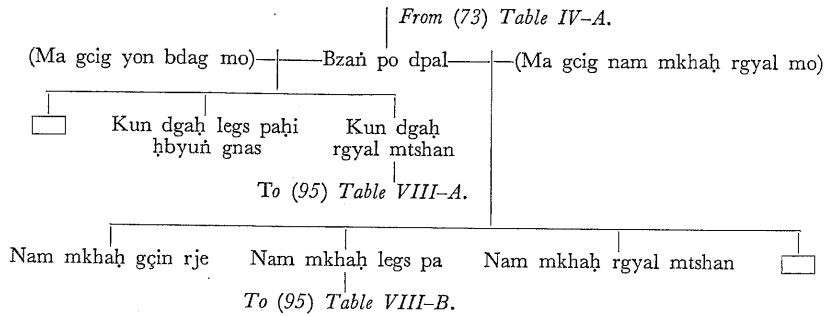 From (73) Table IV–A.
(Ma gcig yon bdag mo) Bzaṅ po dpal (Ma gcig nam mkhaḥ rgyal mo)
Kun dgaḥ legs paḥi Kun dgaḥ
ḥbyuṅ gnas rgyal mtshan
To (95) Table VIII–A.
Nam mkhaḥ gçin rje Nam mkhaḥ legs pa Nam mkhaḥ rgyal mtshan
To (95) Table VIII–B.